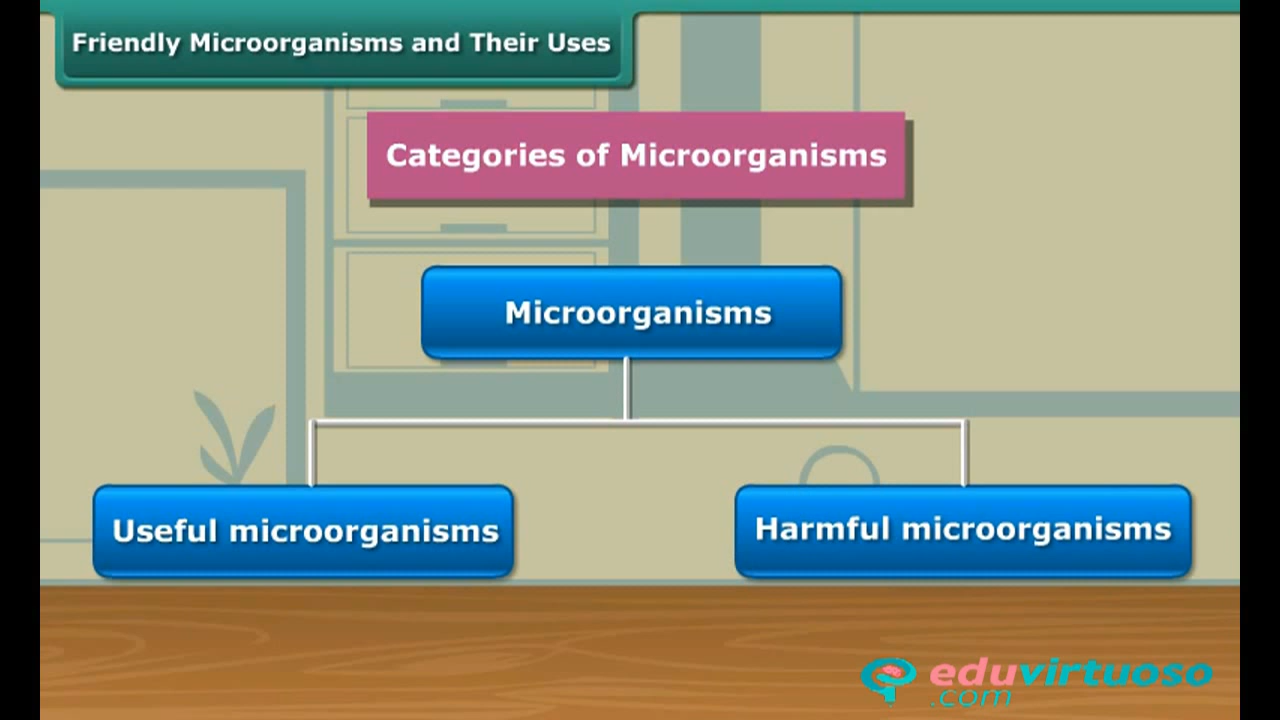 Friendly Microorganisms and Their Uses
Categories of Microorganisms
Microorganisms
Useful microorganisms
Harmful microorganisms
eduvirtuoso
.com